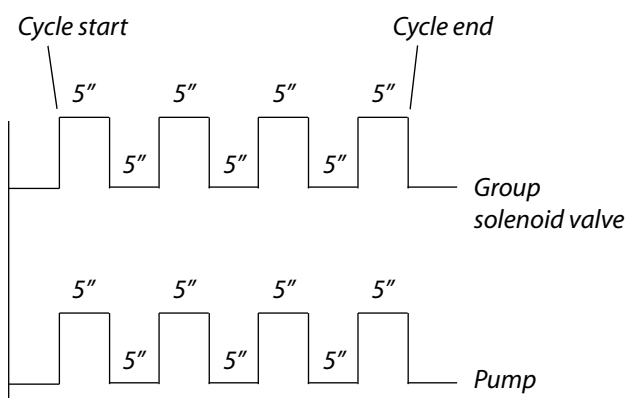 Cycle start
Cycle end
5″ 5″ 5″ 5″
5″ 5″ 5″
Group
solenoid valve
5″ 5″ 5″ 5″
5″ 5″ 5″
Pump